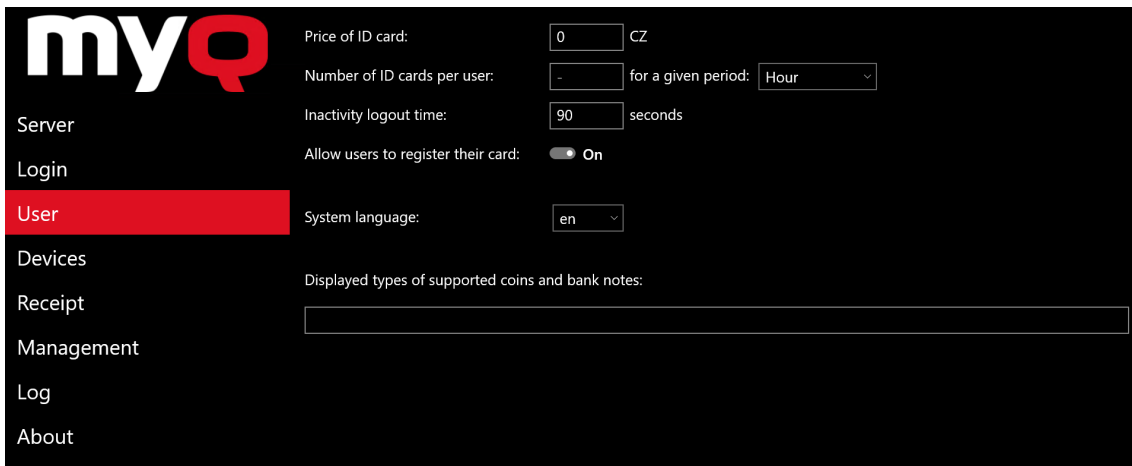 myQ
Server
Login
User
Devices
Receipt
Management
Log
About
Price of ID card: 0 CZ
Number of ID cards per user: - for a given period: Hour
Inactivity logout time: 90 seconds
Allow users to register their card: On
System language: en
Displayed types of supported coins and bank notes: